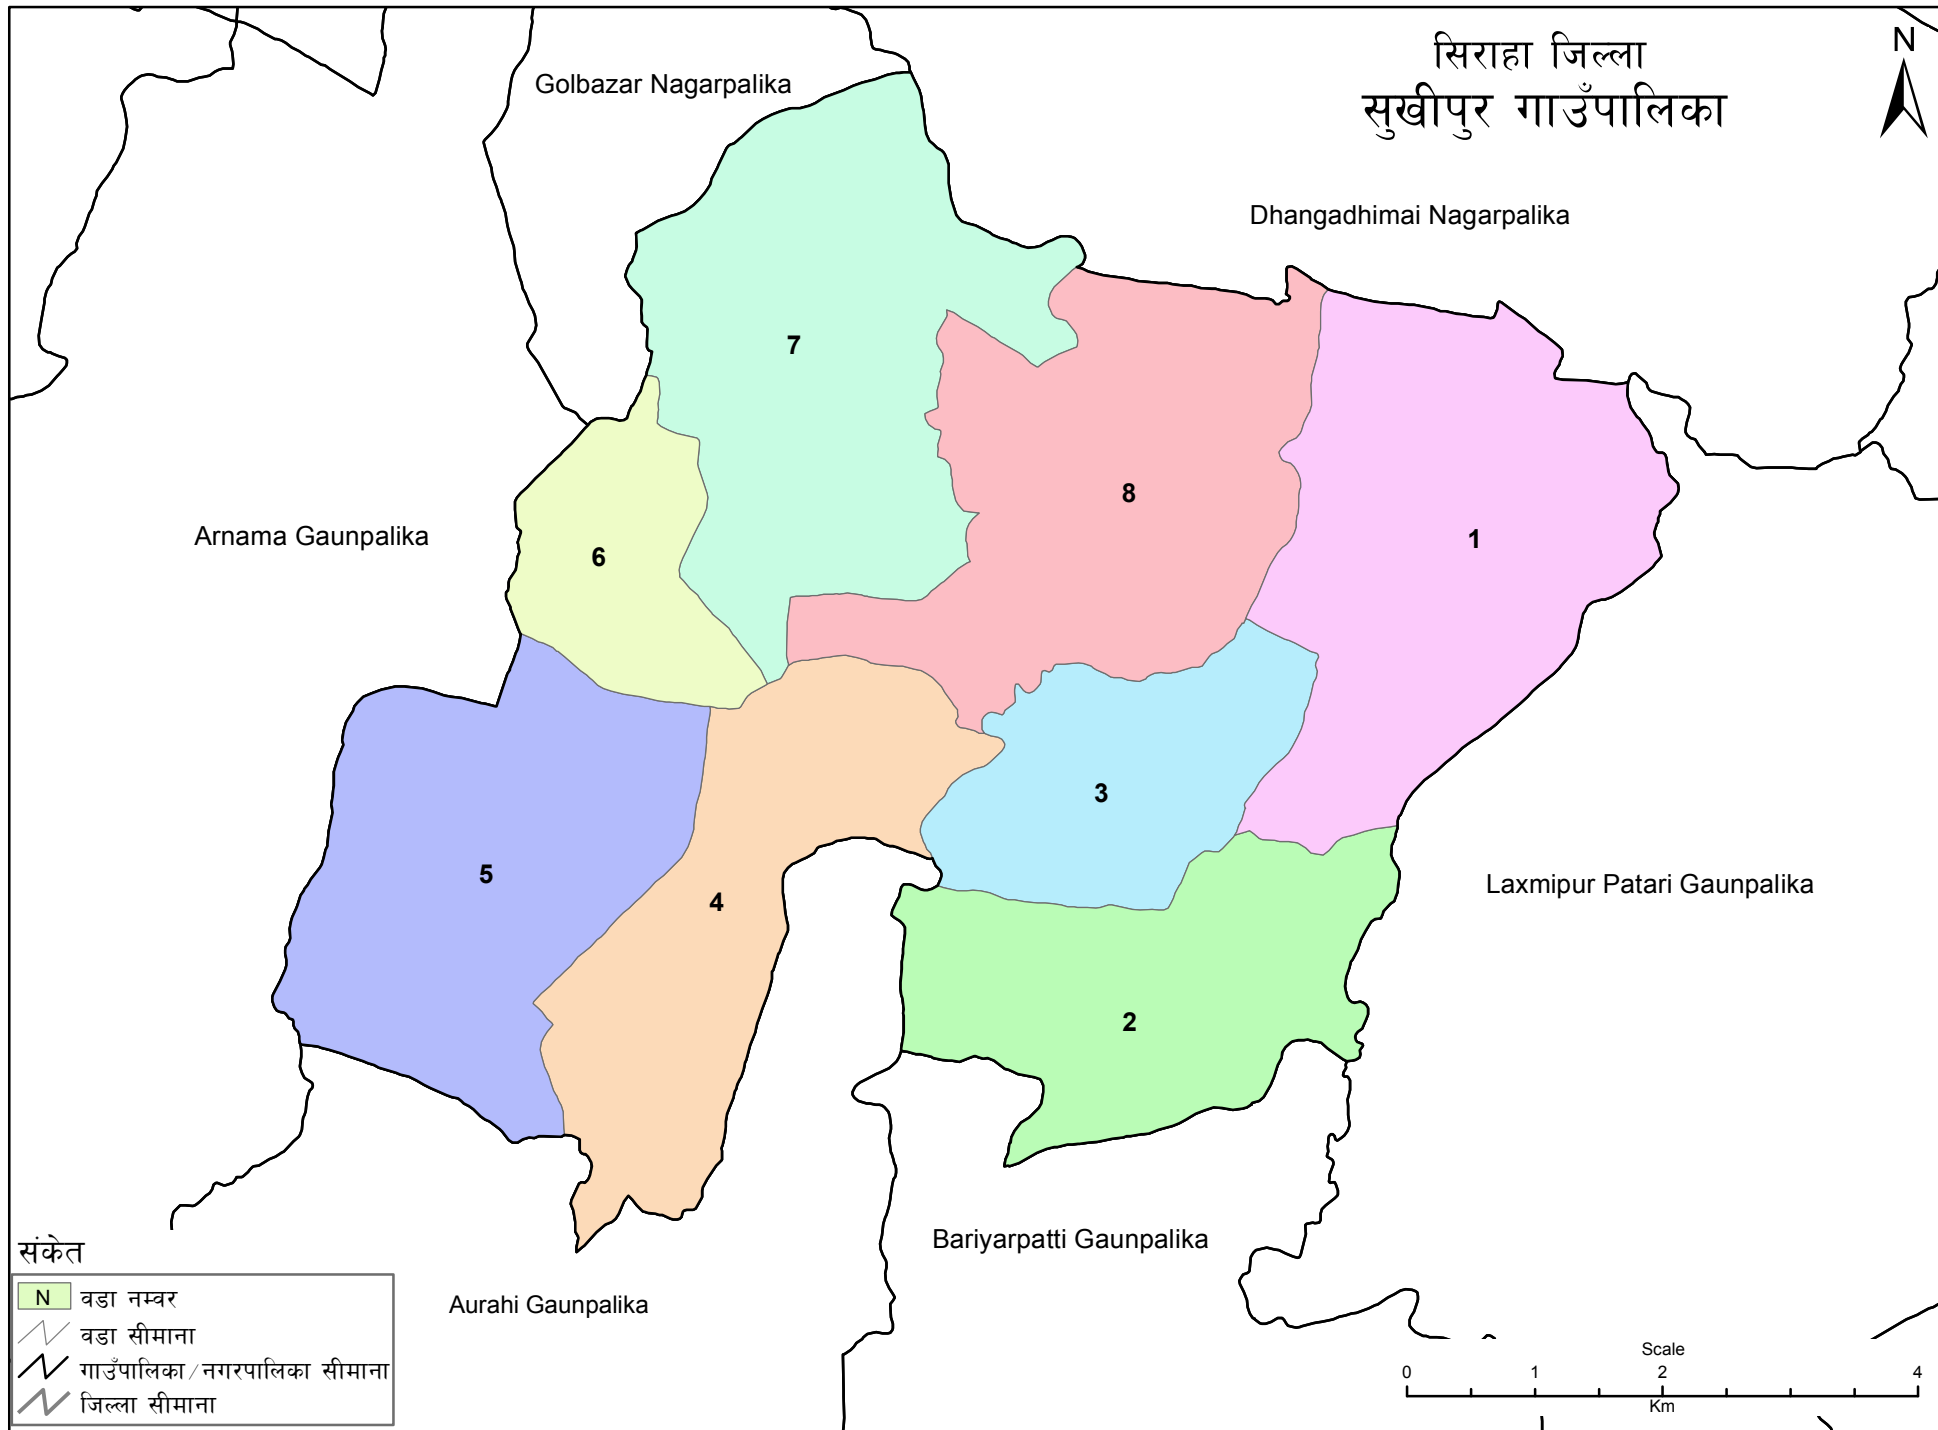 सिराहा जिल्ला
सुखीपुर गाउँपालिका
N
Golbazar Nagarpalika
Dhangadhimai Nagarpalika
7
8
1
Arnama Gaunpalika
6
3
5
4
Laxmipur Patari Gaunpalika
2
Bariyarpatti Gaunpalika
Aurahi Gaunpalika
संकेत
N वडा नम्वर
वडा सीमाना
गाउँपालिका/नगरपालिका सीमाना
जिल्ला सीमाना
Scale
0 1 2 4
Km